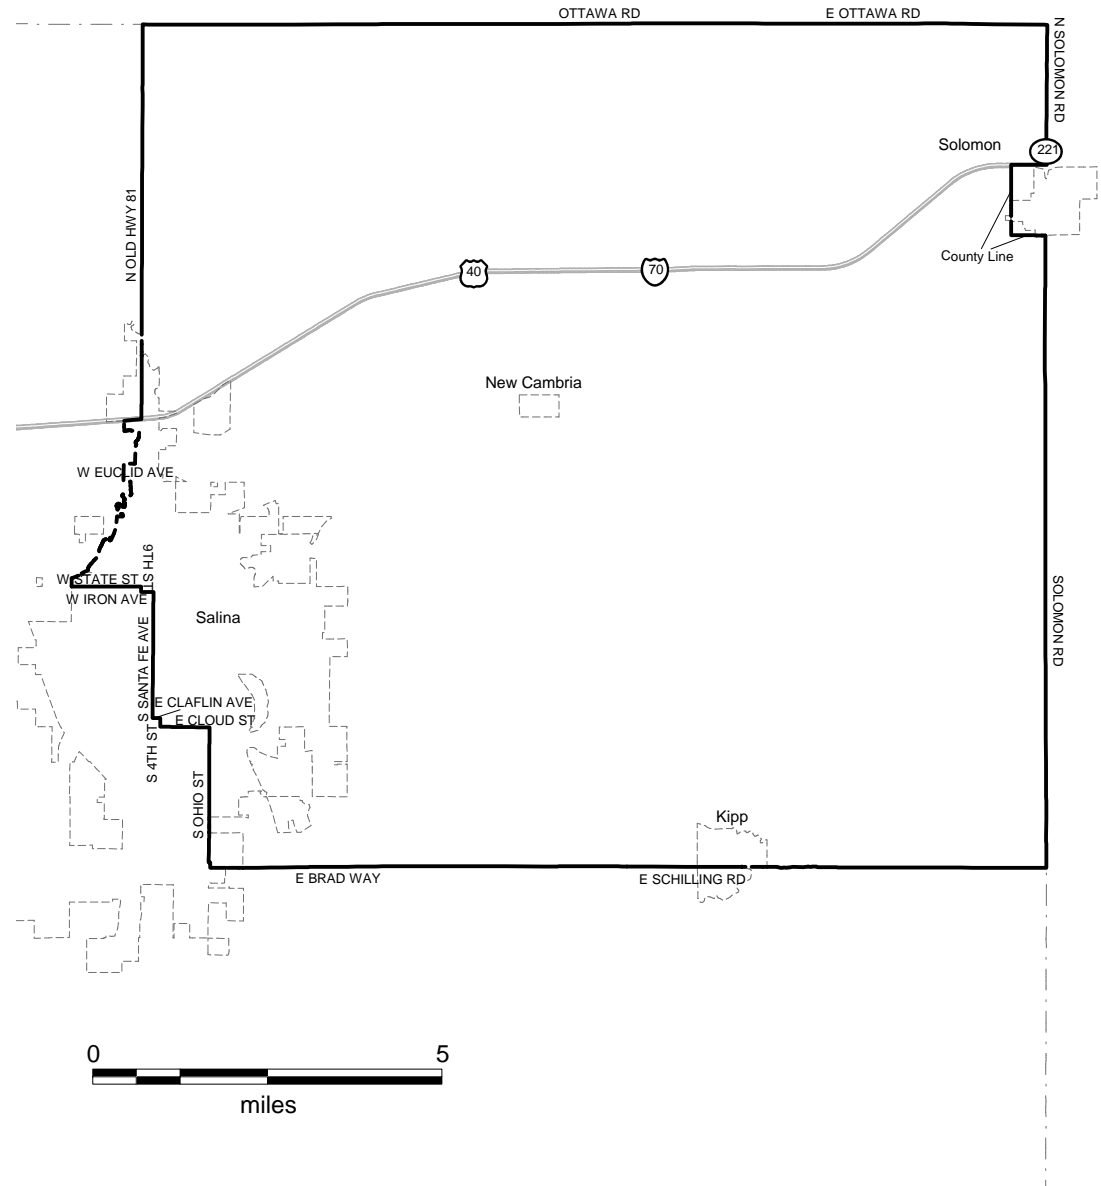 OTTAWA RD
E OTTAWA RD
N SOLOMON RD
Solomon
221
N OLD HWY 81
County Line
40
70
New Cambria
W EUCLID AVE
9TH ST
W STATE ST
W IRON AVE
Salina
SOLOMON RD
S SANTA FE AVE
E CLAFLIN AVE
E CLOUD ST
S 4TH ST
S OHIO ST
Kipp
E BRAD WAY
E SCHILLING RD
0
5
miles